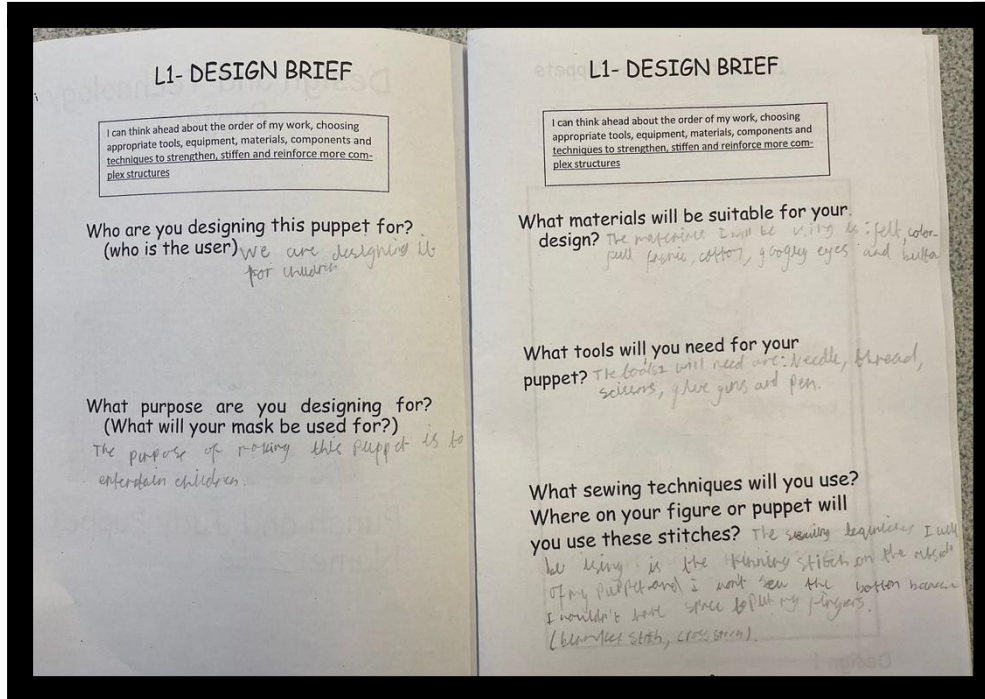 L1- DESIGN BRIEF
I can think ahead about the order of my work, choosing
appropriate tools, equipment, materials, components and
techniques to strengthen, stiffen and reinforce more com-
plex structures
Who are you designing this puppet for?
(who is the user) we are designing it
for children
What purpose are you designing for?
(What will your mask be used for?)
The purpose of making this puppet is to
entertain children.
L1- DESIGN BRIEF
I can think ahead about the order of my work, choosing
appropriate tools, equipment, materials, components and
techniques to strengthen, stiffen and reinforce more com-
plex structures
What materials will be suitable for your
design? The materials I will be using is : felt, color-
full fabric, cotton, googley eyes and
What tools will you need for your
puppet? The tools I will need are: Needle, thread,
scissors, glue guns and pen.
What sewing techniques will you use?
Where on your figure or puppet will
you use these stitches? The sewing I will
be using is the running stitch on the
of my puppet and i wont sew the bottom
I wouldn't have space to put my fingers.
(blanket stich, cross stich).